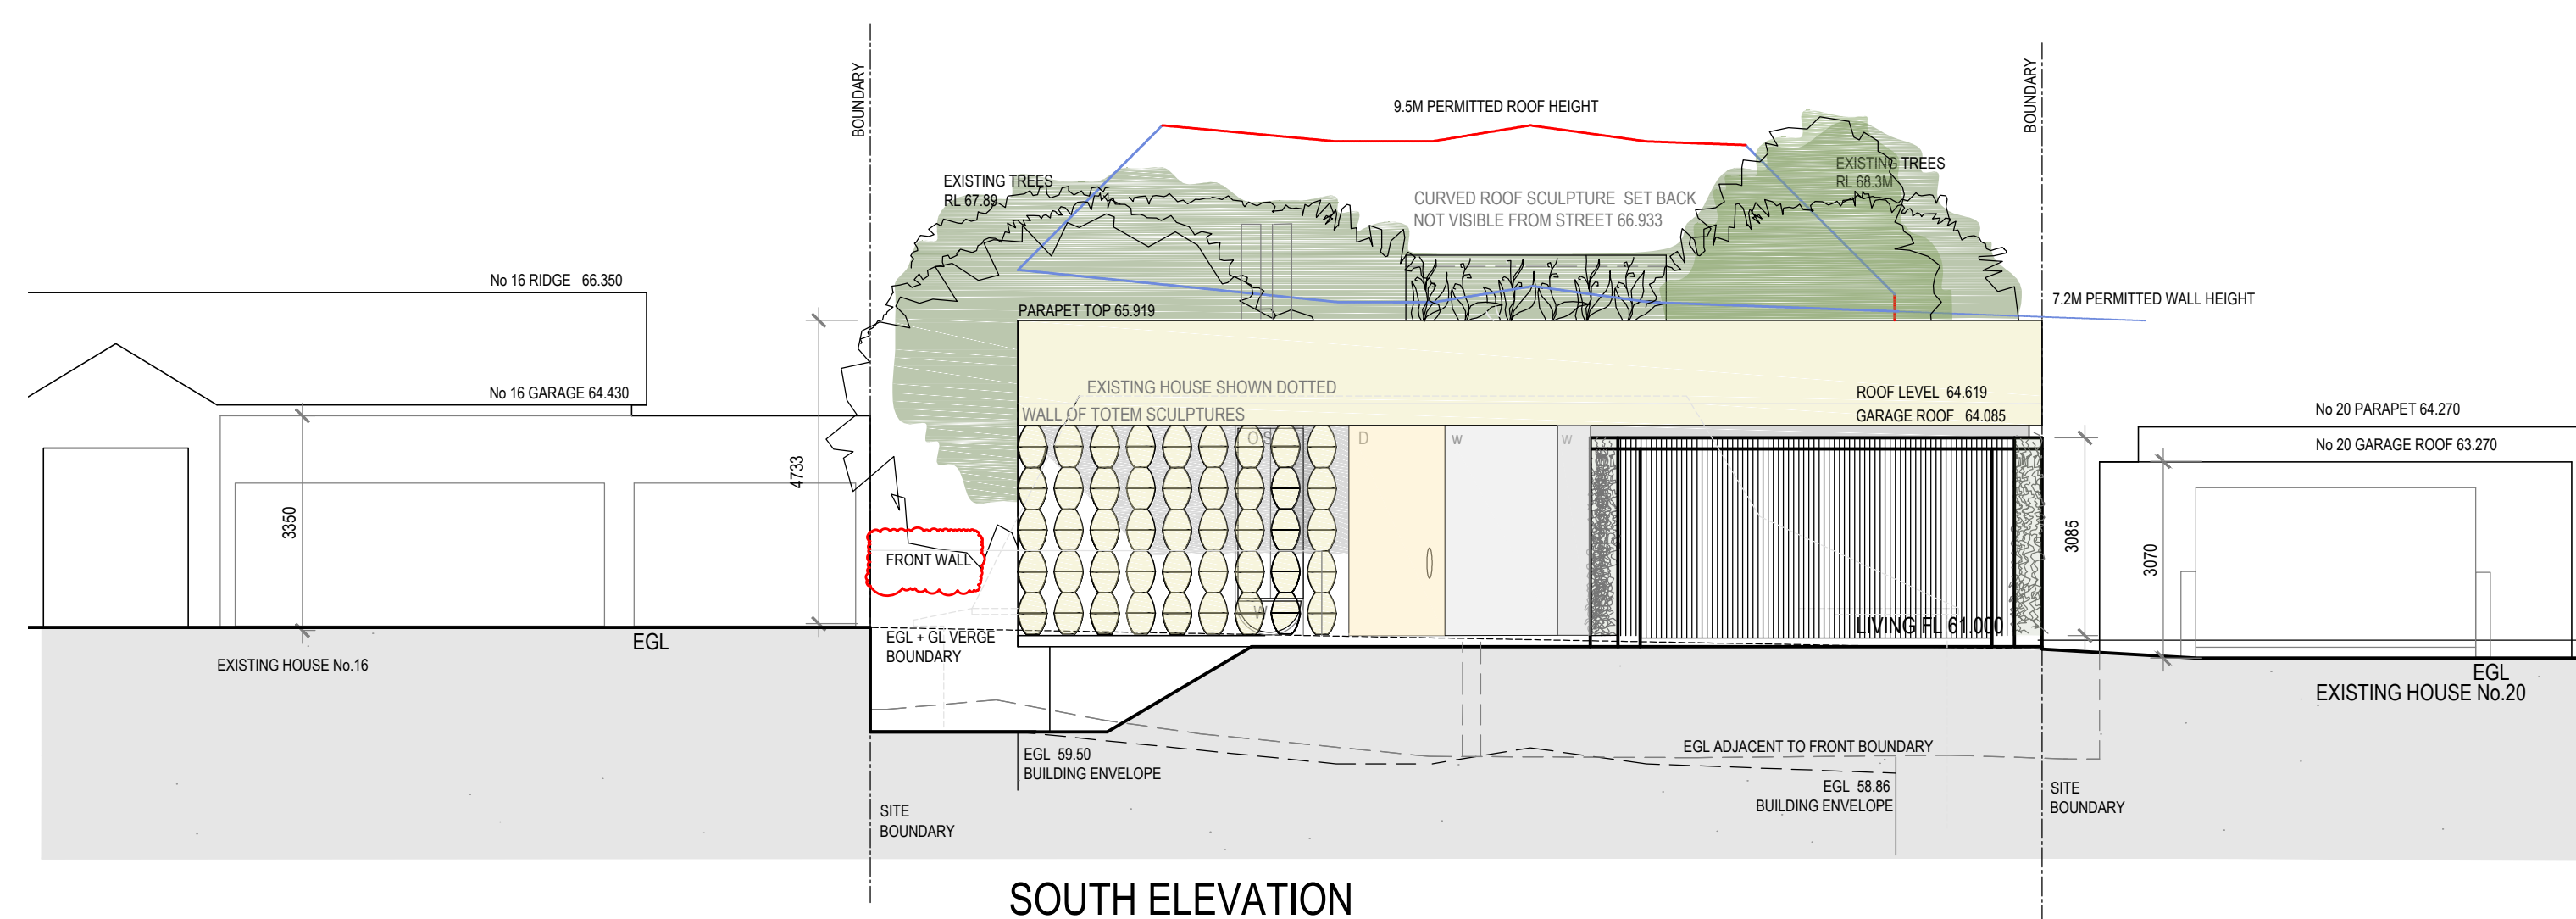 BOUNDARY
BOUNDARY
9.5M PERMITTED ROOF HEIGHT
EXISTING TREES
RL 67.89
EXISTING TREES
RL 68.3M
CURVED ROOF SCULPTURE SET BACK
NOT VISIBLE FROM STREET 66.933
No 16 RIDGE 66.350
7.2M PERMITTED WALL HEIGHT
PARAPET TOP 65.919
No 16 GARAGE 64.430
EXISTING HOUSE SHOWN DOTTED
WALL OF TOTEM SCULPTURES
ROOF LEVEL 64.619
GARAGE ROOF 64.085
No 20 PARAPET 64.270
No 20 GARAGE ROOF 63.270
O S
D
w
w
4733
3350
3085
3070
FRONT WALL
W
LIVING FL 61.000
EGL
EGL + GL VERGE
BOUNDARY
EXISTING HOUSE No.16
EGL
EXISTING HOUSE No.20
EGL 59.50
BUILDING ENVELOPE
EGL ADJACENT TO FRONT BOUNDARY
EGL 58.86
BUILDING ENVELOPE
SITE
BOUNDARY
SITE
BOUNDARY
SOUTH ELEVATION